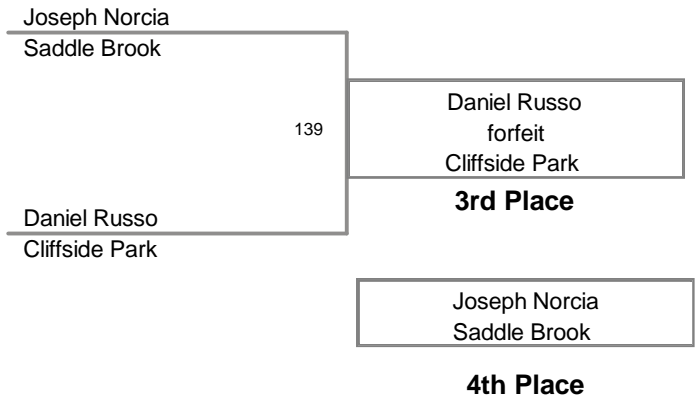 Joseph Norcia
Saddle Brook
139
Daniel Russo
forfeit
Cliffside Park
3rd Place
Daniel Russo
Cliffside Park
Joseph Norcia
Saddle Brook
4th Place